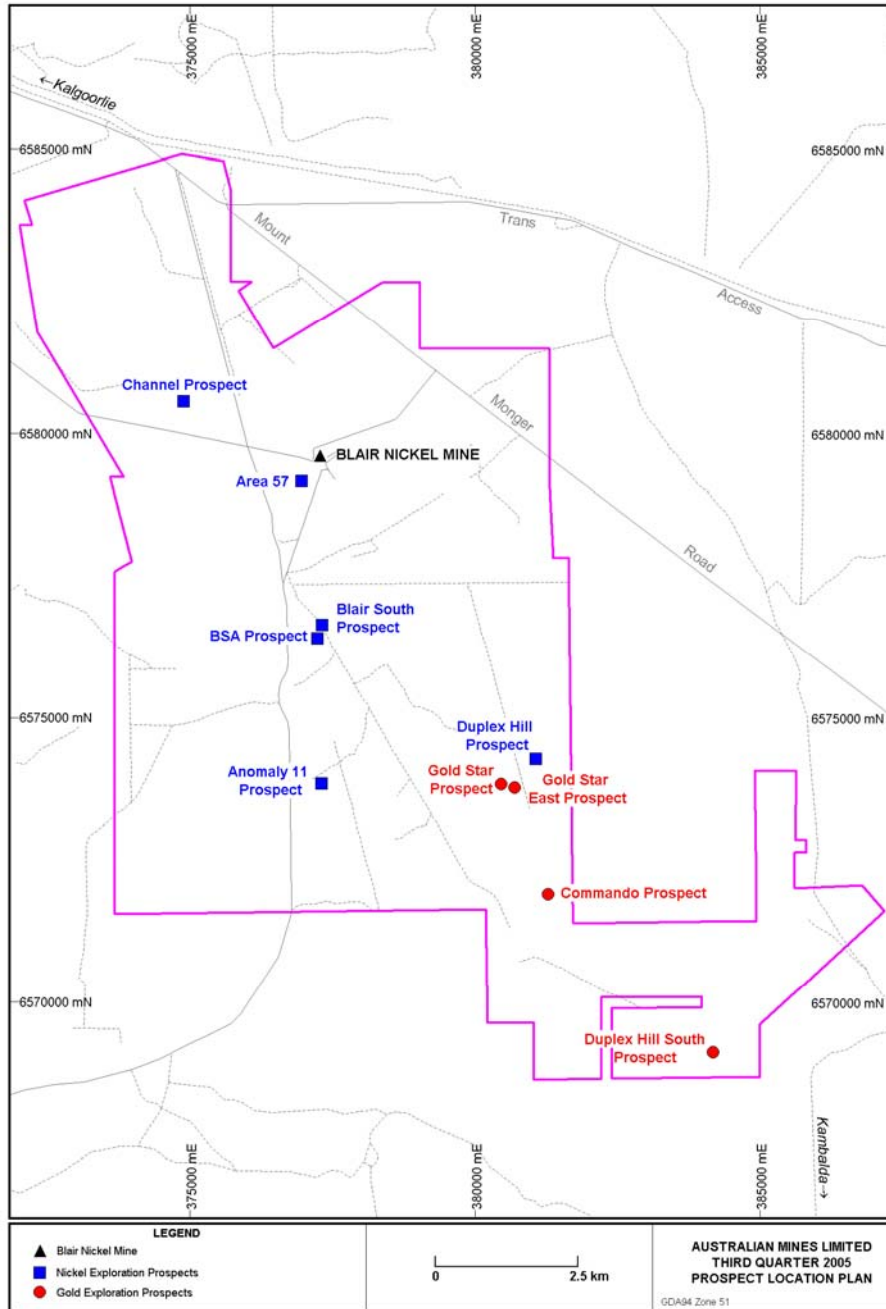 375000 mE
380000 mE
385000 mE
←Kalgoorlie
6585000 mN
6585000 mN
Mount
Trans
Access
Channel Prospect
6580000 mN
Monger
6580000 mN
BLAIR NICKEL MINE
Area 57
Road
Blair South
Prospect
BSA Prospect
6575000 mN
6575000 mN
Duplex Hill
Prospect
Anomaly 11
Prospect
Gold Star
Prospect
Gold Star
East Prospect
Commando Prospect
6570000 mN
6570000 mN
Duplex Hill South
Prospect
375000 mE
380000 mE
385000 mE
Kambalda→
LEGEND
Blair Nickel Mine
Nickel Exploration Prospects
Gold Exploration Prospects
0 2.5 km
AUSTRALIAN MINES LIMITED
THIRD QUARTER 2005
PROSPECT LOCATION PLAN
GDA94 Zone 51